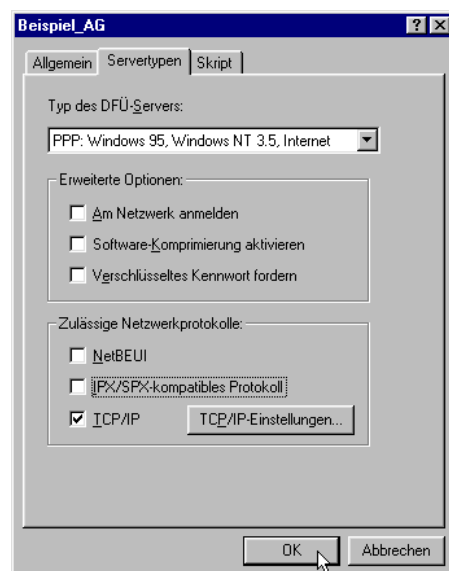 Beispiel_AG
Allgemein Servertypen Skript
Typ des DFÜ-Servers:
PPP: Windows 95, Windows NT 3.5, Internet
Erweiterte Optionen:
Am Netzwerk anmelden
Software-Komprimierung aktivieren
Verschlüsseltes Kennwort fordern
Zulässige Netzwerkprotokolle:
NetBEUI
IPX/SPX-kompatibles Protokoll
TCP/IP TCP/IP-Einstellungen...
OK Abbrechen